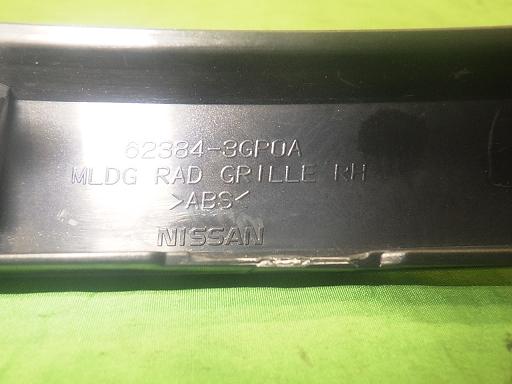 62384-3GP0A
MLDG RAD GRILLE RH
>ABS<
NISSAN